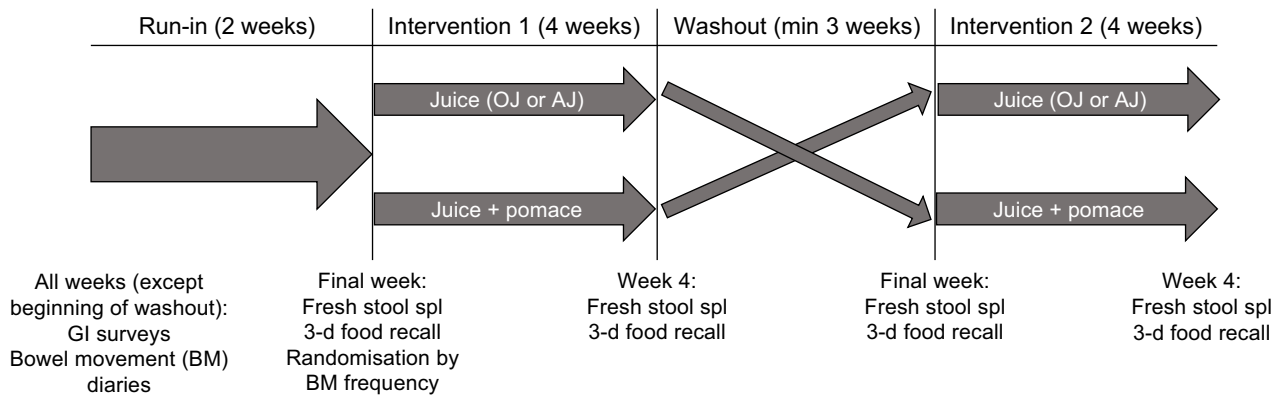 Run-in (2 weeks)
Intervention 1 (4 weeks)
Washout (min 3 weeks)
Intervention 2 (4 weeks)
Juice (OJ or AJ)
Juice (OJ or AJ)
Juice + pomace
Juice + pomace
All weeks (except
beginning of washout):
GI surveys
Bowel movement (BM)
diaries
Final week:
Fresh stool spl
3-d food recall
Randomisation by
BM frequency
Week 4:
Fresh stool spl
3-d food recall
Final week:
Fresh stool spl
3-d food recall
Week 4:
Fresh stool spl
3-d food recall